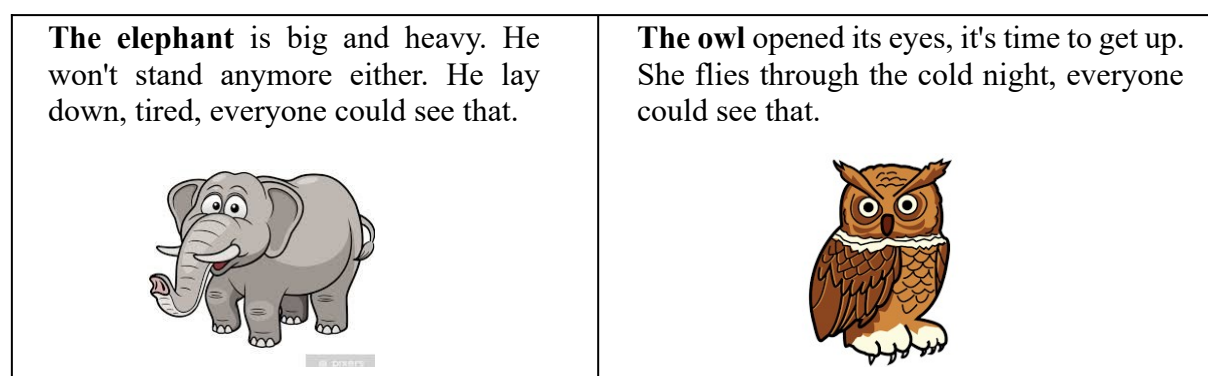 The elephant is big and heavy. He
won't stand anymore either. He lay
down, tired, everyone could see that.
The owl opened its eyes, it's time to get up.
She flies through the cold night, everyone
could see that.